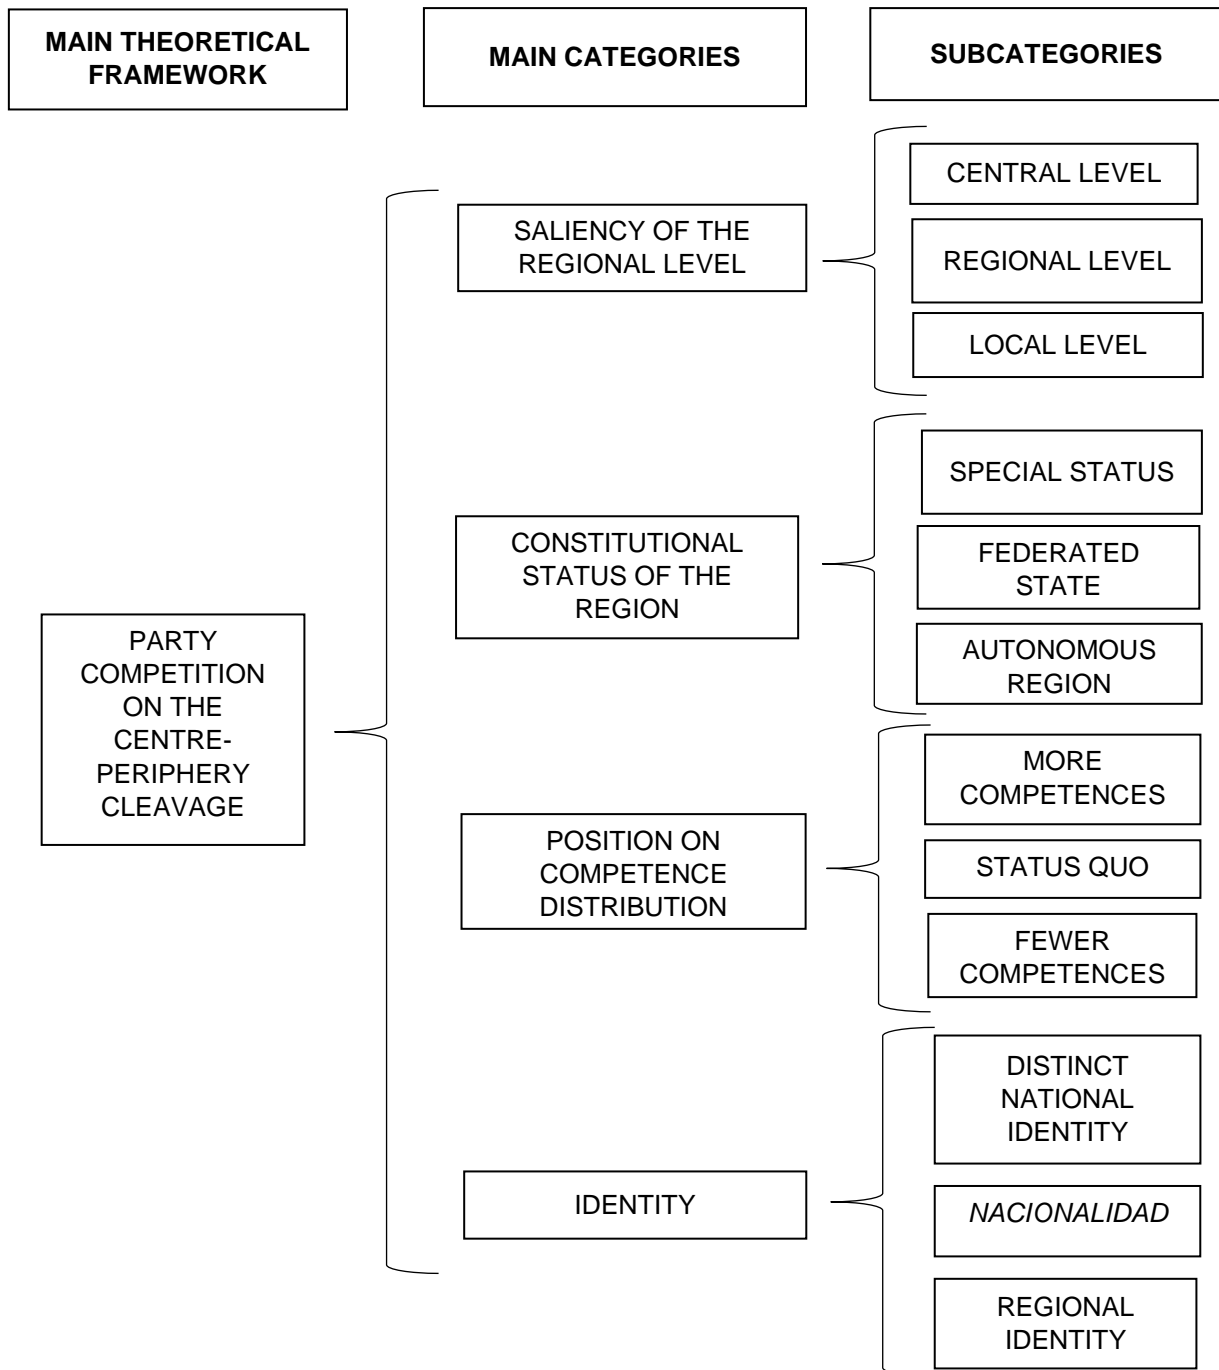 MAIN THEORETICAL
FRAMEWORK
MAIN CATEGORIES
SUBCATEGORIES
PARTY
COMPETITION
ON THE
CENTRE-
PERIPHERY
CLEAVAGE
SALIENCY OF THE
REGIONAL LEVEL
CENTRAL LEVEL
REGIONAL LEVEL
LOCAL LEVEL
CONSTITUTIONAL
STATUS OF THE
REGION
SPECIAL STATUS
FEDERATED
STATE
AUTONOMOUS
REGION
POSITION ON
COMPETENCE
DISTRIBUTION
MORE
COMPETENCES
STATUS QUO
FEWER
COMPETENCES
IDENTITY
DISTINCT
NATIONAL
IDENTITY
NACIONALIDAD
REGIONAL
IDENTITY